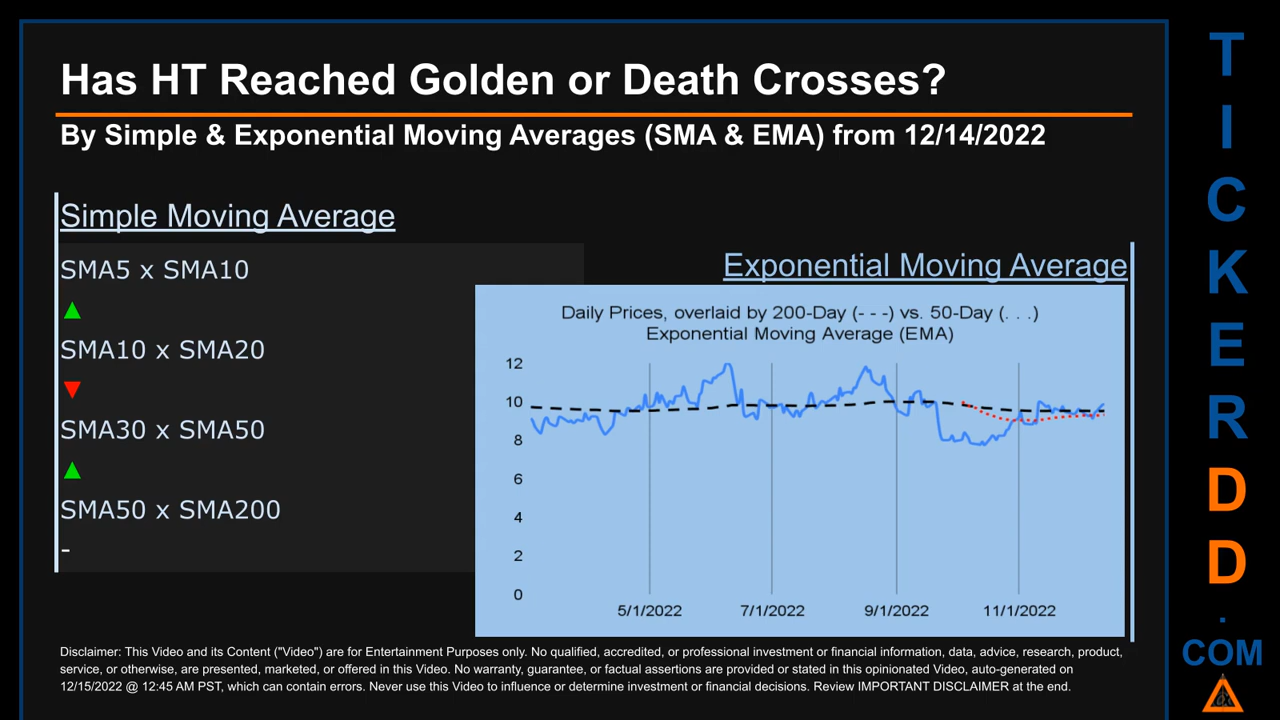 Has HT Reached Golden or Death Crosses?
By Simple & Exponential Moving Averages (SMA & EMA) from 12/14/2022
Simple Moving Average
SMA5 x SMA10
▲
SMA10 x SMA20
▼
SMA30 x SMA50
▲
SMA50 x SMA200
-
Exponential Moving Average
Daily Prices, overlaid by 200-Day (- - -) vs. 50-Day (. . .)
Exponential Moving Average (EMA)
12
10
8
6
4
2
0
5/1/2022 7/1/2022 9/1/2022 11/1/2022
Disclaimer: This Video and its Content ("Video") are for Entertainment Purposes only. No qualified, accredited, or professional investment or financial information, data, advice, research, product,
service, or otherwise, are presented, marketed, or offered in this Video. No warranty, guarantee, or factual assertions are provided or stated in this opinionated Video, auto-generated on
12/15/2022 @ 12:45 AM PST, which can contain errors. Never use this Video to influence or determine investment or financial decisions. Review IMPORTANT DISCLAIMER at the end.
T
I
C
K
E
R
D
D
.
COM